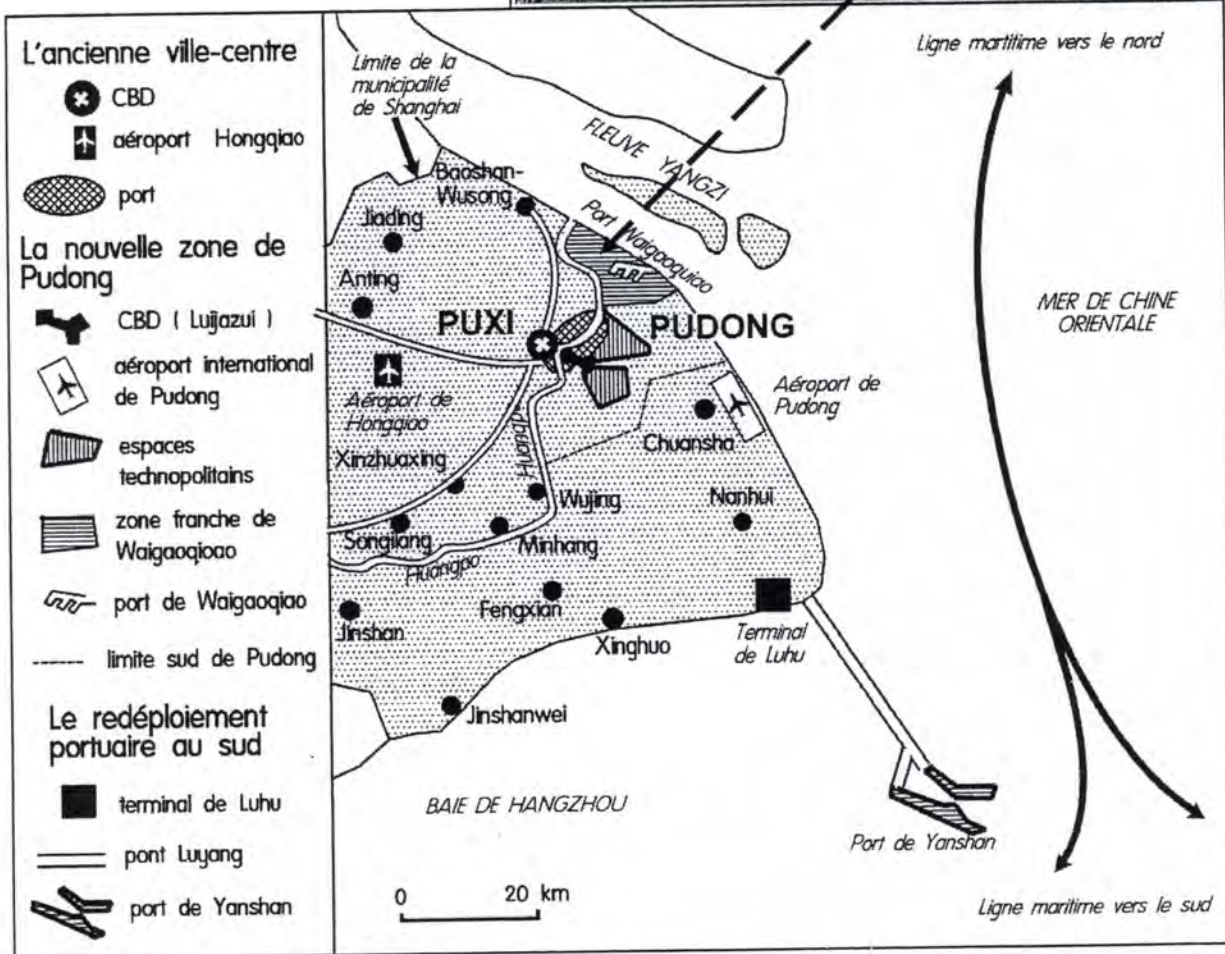 L'ancienne ville-centre
CBD
aéroport Hongqiao
port
La nouvelle zone de
Pudong
CBD ( Luijazui )
aéroport international
de Pudong
espaces
technopolitains
zone franche de
Waigaoqioao
port de Waigaoqiao
limite sud de Pudong
Le redéploiement
portuaire au sud
terminal de Luhu
pont Luyang
port de Yanshan
Limite de la
municipalité
de Shanghai
Ligne martitime vers le nord
FLEUVE YANGZI
Baoshan-
Wusong
Port Waigaoquiao
Jiading
Anting
MER DE CHINE
ORIENTALE
PUXI
PUDONG
Aéroport de
Hongqiao
Aéroport de
Pudong
Huangpu
Chuansha
Xinzhuaxing
Wujing
Nanhui
Songjiang
Minhang
Huangpo
Fengxian
Jinshan
Xinghuo
Terminal
de Luhu
Jinshanwei
BAIE DE HANGZHOU
Port de Yanshan
0 20 km
Ligne maritime vers le sud